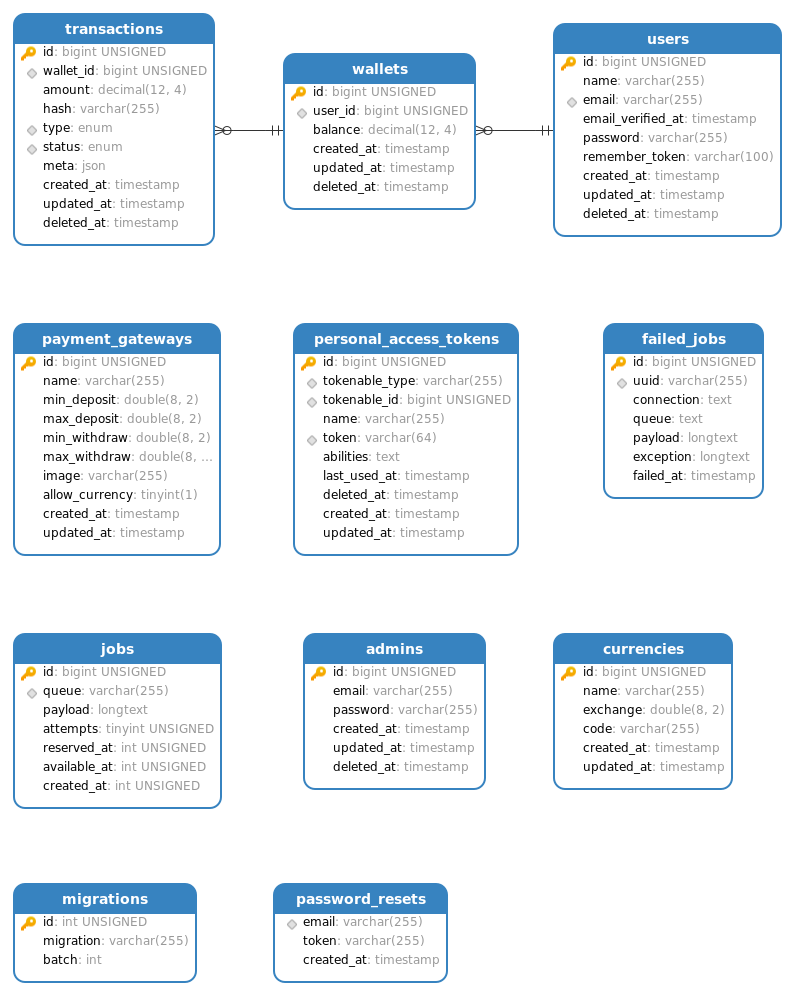 transactions
id: bigint UNSIGNED
wallet_id: bigint UNSIGNED
amount: decimal(12, 4)
hash: varchar(255)
type: enum
status: enum
meta: json
created_at: timestamp
updated_at: timestamp
deleted_at: timestamp
wallets
id: bigint UNSIGNED
user_id: bigint UNSIGNED
balance: decimal(12, 4)
created_at: timestamp
updated_at: timestamp
deleted_at: timestamp
users
id: bigint UNSIGNED
name: varchar(255)
email: varchar(255)
email_verified_at: timestamp
password: varchar(255)
remember_token: varchar(100)
created_at: timestamp
updated_at: timestamp
deleted_at: timestamp
payment_gateways
id: bigint UNSIGNED
name: varchar(255)
min_deposit: double(8, 2)
max_deposit: double(8, 2)
min_withdraw: double(8, 2)
max_withdraw: double(8, ...
image: varchar(255)
allow_currency: tinyint(1)
created_at: timestamp
updated_at: timestamp
personal_access_tokens
id: bigint UNSIGNED
tokenable_type: varchar(255)
tokenable_id: bigint UNSIGNED
name: varchar(255)
token: varchar(64)
abilities: text
last_used_at: timestamp
deleted_at: timestamp
created_at: timestamp
updated_at: timestamp
failed_jobs
id: bigint UNSIGNED
uuid: varchar(255)
connection: text
queue: text
payload: longtext
exception: longtext
failed_at: timestamp
jobs
id: bigint UNSIGNED
queue: varchar(255)
payload: longtext
attempts: tinyint UNSIGNED
reserved_at: int UNSIGNED
available_at: int UNSIGNED
created_at: int UNSIGNED
admins
id: bigint UNSIGNED
email: varchar(255)
password: varchar(255)
created_at: timestamp
updated_at: timestamp
deleted_at: timestamp
currencies
id: bigint UNSIGNED
name: varchar(255)
exchange: double(8, 2)
code: varchar(255)
created_at: timestamp
updated_at: timestamp
migrations
id: int UNSIGNED
migration: varchar(255)
batch: int
password_resets
email: varchar(255)
token: varchar(255)
created_at: timestamp